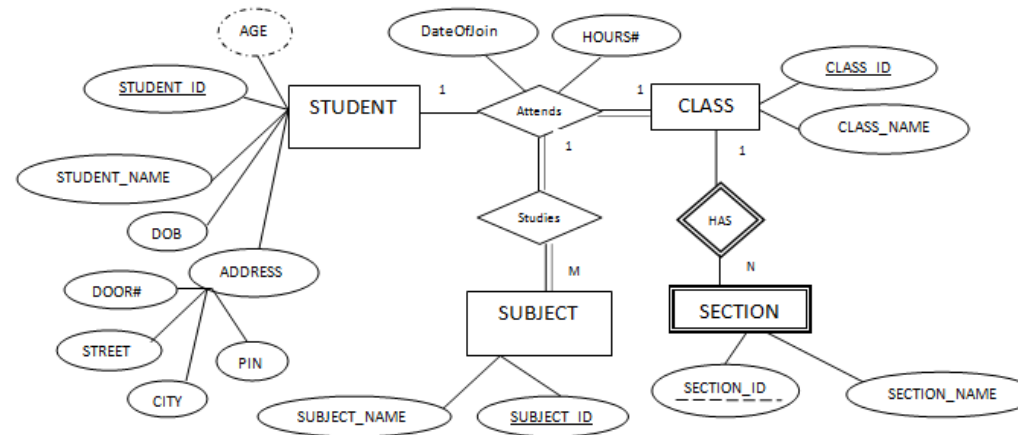 AGE
DateOfJoin
HOURS#
STUDENT_ID
CLASS_ID
STUDENT
1
Attends
1
CLASS
CLASS_NAME
1
1
STUDENT_NAME
Studies
HAS
DOB
ADDRESS
M
N
DOOR#
SUBJECT
SECTION
STREET
PIN
CITY
SECTION_ID
SECTION_NAME
SUBJECT_NAME
SUBJECT_ID